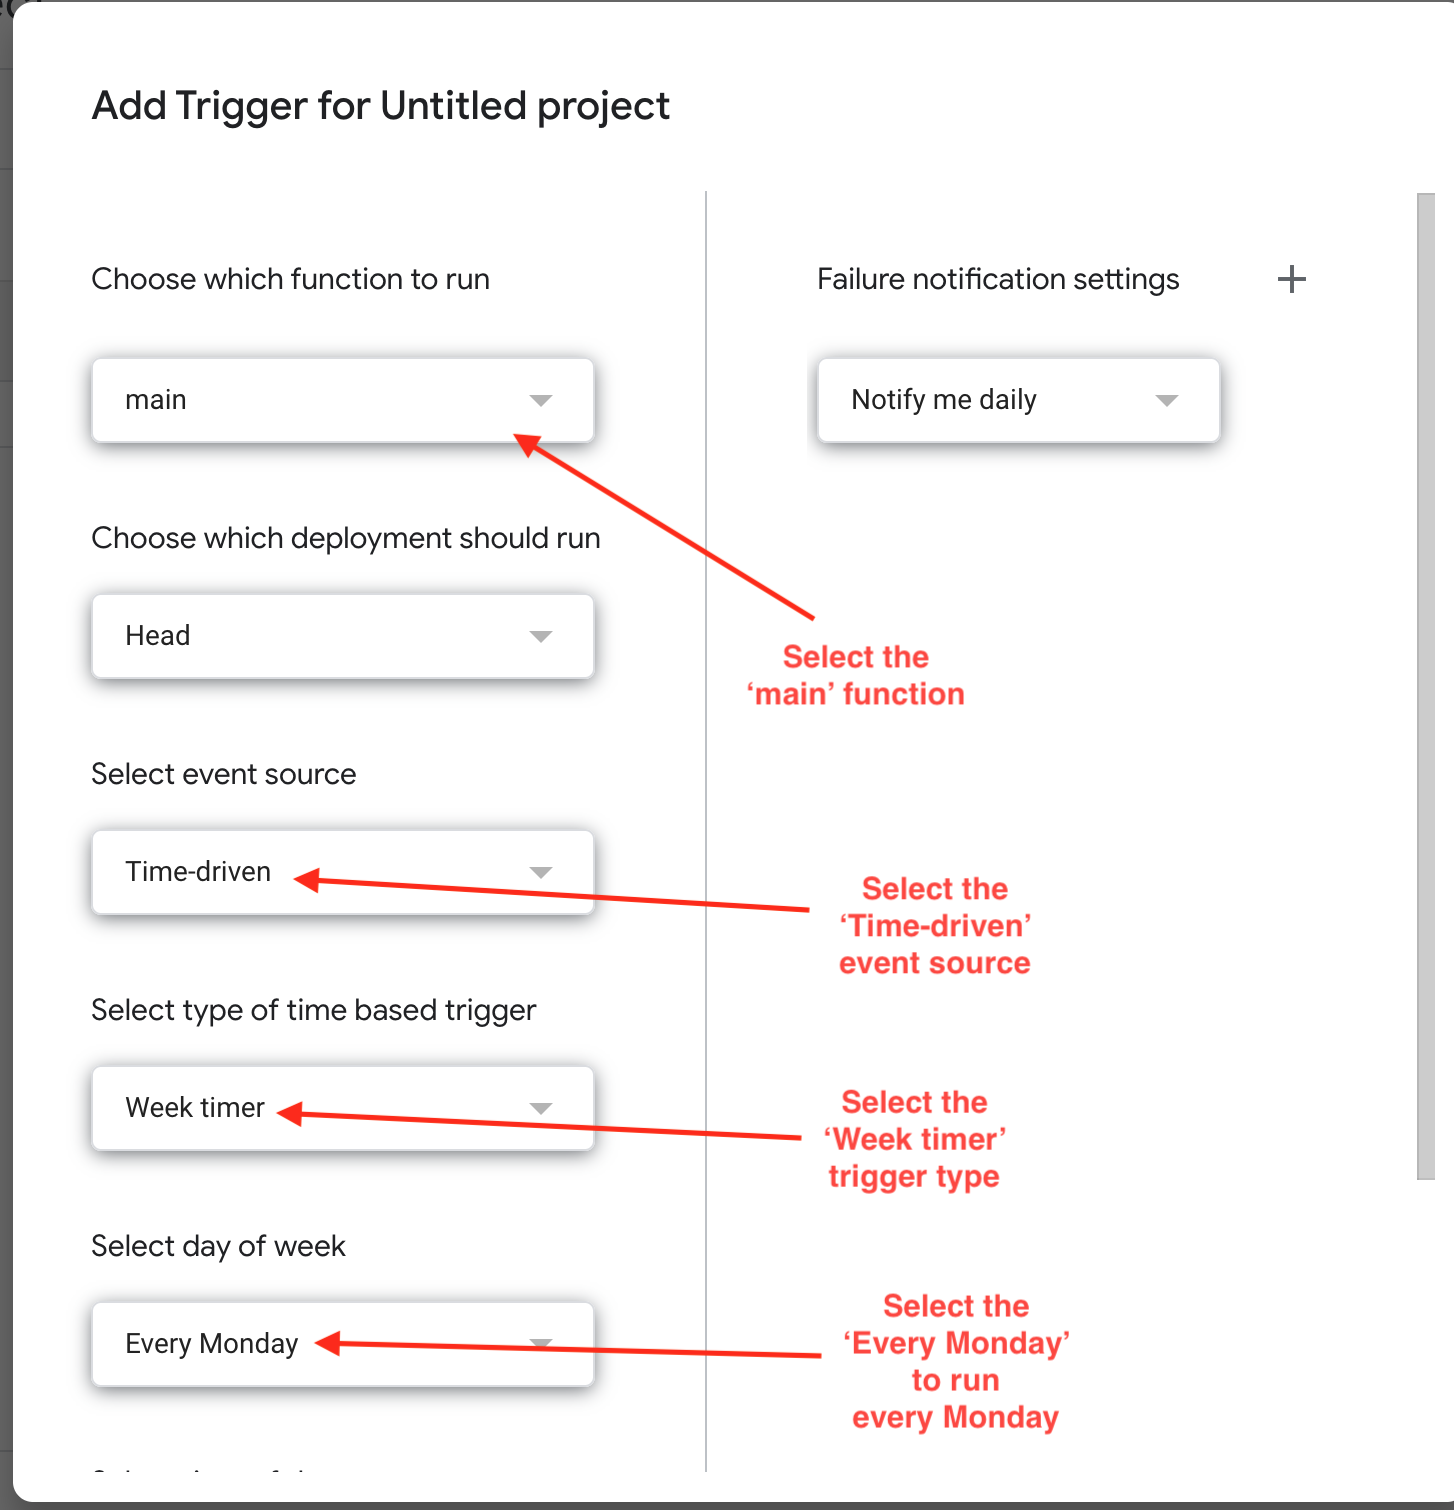 Add Trigger for Untitled project
Choose which function to run
main
Choose which deployment should run
Head
Select event source
Time-driven
Select type of time based trigger
Week timer
Select day of week
Every Monday
Failure notification settings
Notify me daily
Select the
‘main’ function
Select the
‘Time-driven’
event source
Select the
‘Week timer’
trigger type
Select the
‘Every Monday’
to run
every Monday